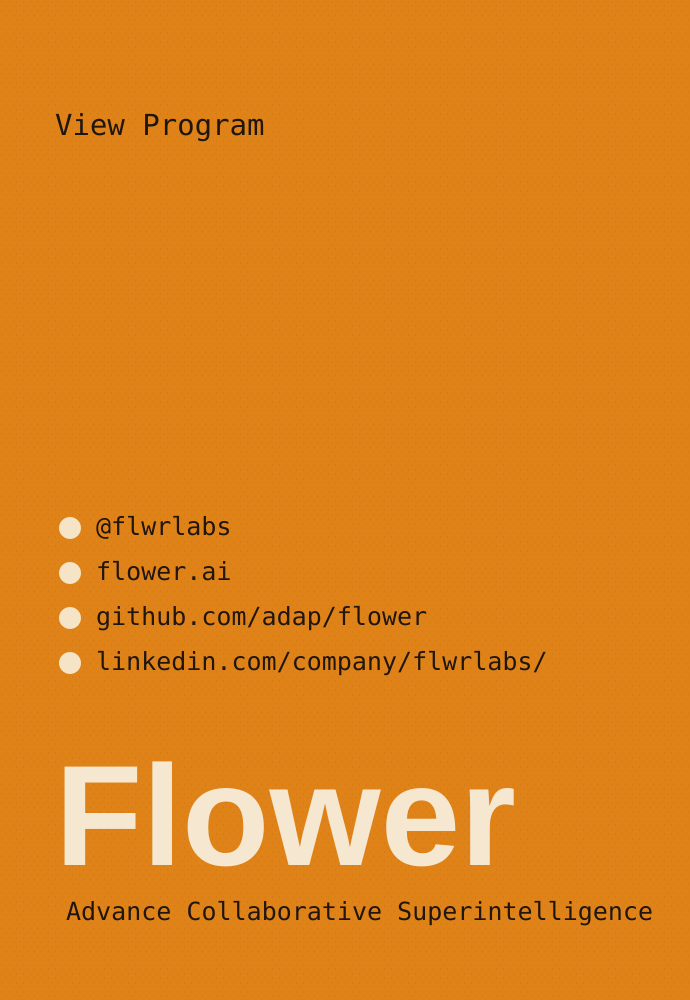 View Program
@flwrlabs
flower.ai
github.com/adap/flower
linkedin.com/company/flwrlabs/
Flower
Advance Collaborative Superintelligence